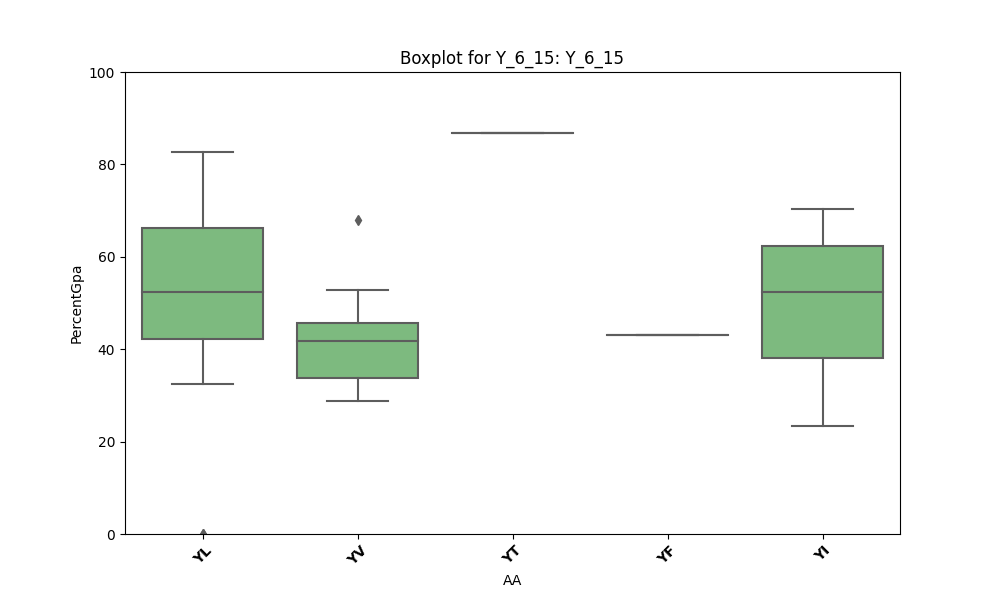 Boxplot for Y_6_15: Y_6_15
100
80
60
40
20
0
PercentGpa
YL
YV
YT
YF
YI
AA